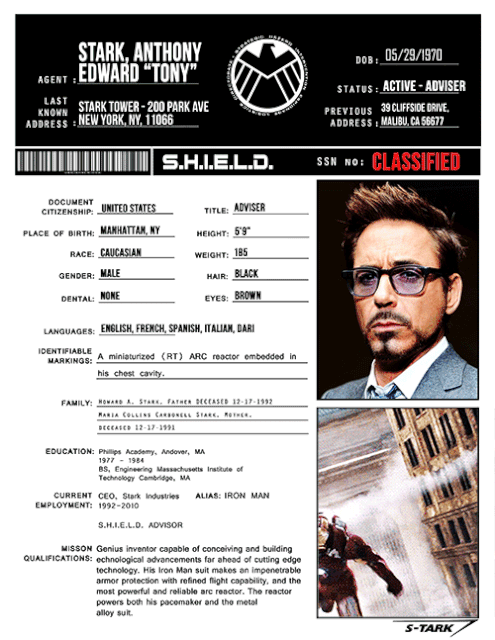 STARK, ANTHONY
AGENT : EDWARD "TONY"
LAST KNOWN ADDRESS : STARK TOWER - 200 PARK AVE
NEW YORK, NY, 11066
DOB: 05/29/1970
STATUS: ACTIVE - ADVISER
PREVIOUS ADDRESS : 39 CLIFFSIDE DRIVE,
MALIBU, CA 56677
S.H.I.E.L.D.
SSN NO: CLASSIFIED
DOCUMENT CITIZENSHIP: UNITED STATES
TITLE: ADVISER
PLACE OF BIRTH: MANHATTAN, NY
HEIGHT: 5'9"
RACE: CAUCASIAN
WEIGHT: 185
GENDER: MALE
HAIR: BLACK
DENTAL: NONE
EYES: BROWN
LANGUAGES: ENGLISH, FRENCH, SPANISH, ITALIAN, DARI
IDENTIFIABLE MARKINGS: A miniaturized (RT) ARC reactor embedded in
his chest cavity.
FAMILY: HOWARD A. STARK, FATHER DECEASED 12-17-1992
MARIA COLLINS CARBONELL STARK, MOTHER,
DECEASED 12-17-1991
EDUCATION: Phillips Academy, Andover, MA
1977 - 1984
BS, Engineering Massachusetts Institute of
Technology Cambridge, MA
CURRENT EMPLOYMENT: CEO, Stark Industries
1992-2010
ALIAS: IRON MAN
S.H.I.E.L.D. ADVISOR
MISSON QUALIFICATIONS: Genius inventor capable of conceiving and building
echnological advancements far ahead of cutting edge
technology. His Iron Man suit makes an impenetrable
armor protection with refined flight capability, and the
most powerful and reliable arc reactor. The reactor
powers both his pacemaker and the metal
alloy suit.
S-TARK